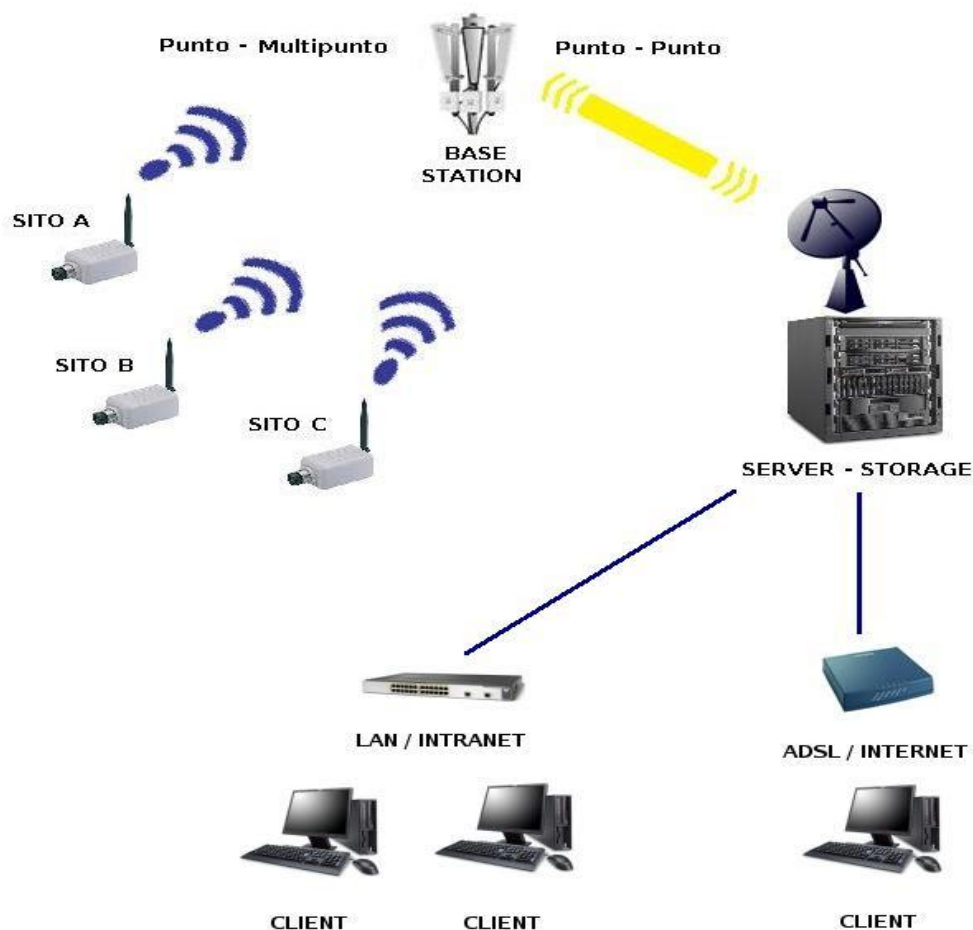 Punto - Multipunto
Punto - Punto
BASE
STATION
SITO A
SITO B
SITO C
SERVER - STORAGE
LAN / INTRANET
ADSL / INTERNET
CLIENT
CLIENT
CLIENT